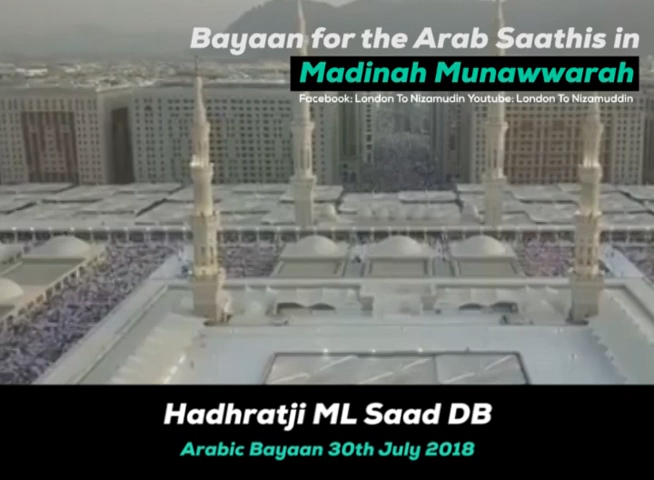 Bayaan for the Arab Saathis in
Madinah Munawwarah
Facebook: London To Nizamudin Youtube: London To Nizamuddin
Hadhratji ML Saad DB
Arabic Bayaan 30th July 2018